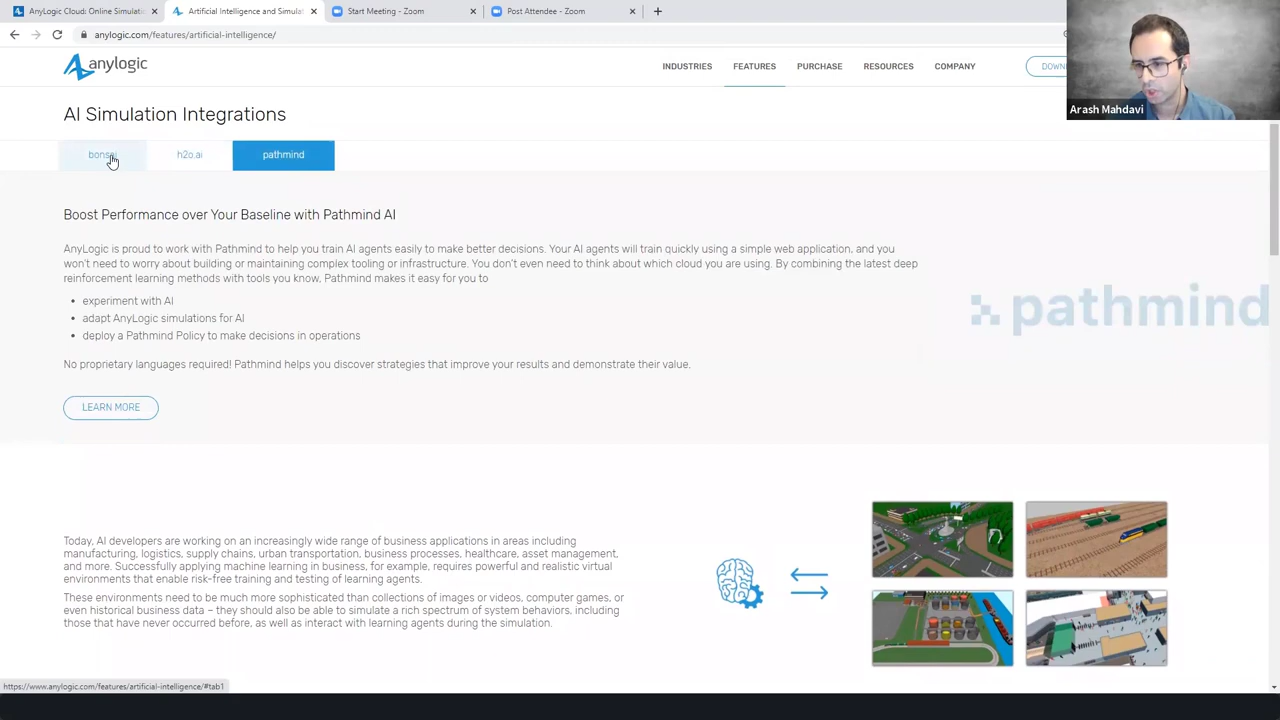 AnyLogic Cloud: Online Simulatio
Artificial Intelligence and Simulat
Start Meeting - Zoom
Post Attendee - Zoom
anylogic.com/features/artificial-intelligence/
anylogic
INDUSTRIES
FEATURES
PURCHASE
RESOURCES
COMPANY
DOWN
Arash Mahdavi
AI Simulation Integrations
bonsai
h2o.ai
pathmind
Boost Performance over Your Baseline with Pathmind AI
AnyLogic is proud to work with Pathmind to help you train AI agents easily to make better decisions. Your AI agents will train quickly using a simple web application, and you
won't need to worry about building or maintaining complex tooling or infrastructure. You don't even need to think about which cloud you are using. By combining the latest deep
reinforcement learning methods with tools you know, Pathmind makes it easy for you to
• experiment with AI
• adapt AnyLogic simulations for AI
• deploy a Pathmind Policy to make decisions in operations
pathmind
No proprietary languages required! Pathmind helps you discover strategies that improve your results and demonstrate their value.
LEARN MORE
Today, AI developers are working on an increasingly wide range of business applications in areas including
manufacturing, logistics, supply chains, urban transportation, business processes, healthcare, asset management,
and more. Successfully applying machine learning in business, for example, requires powerful and realistic virtual
environments that enable risk-free training and testing of learning agents.
These environments need to be much more sophisticated than collections of images or videos, computer games, or
even historical business data – they should also be able to simulate a rich spectrum of system behaviors, including
those that have never occurred before, as well as interact with learning agents during the simulation.
https://www.anylogic.com/features/artificial-intelligence/#tab1